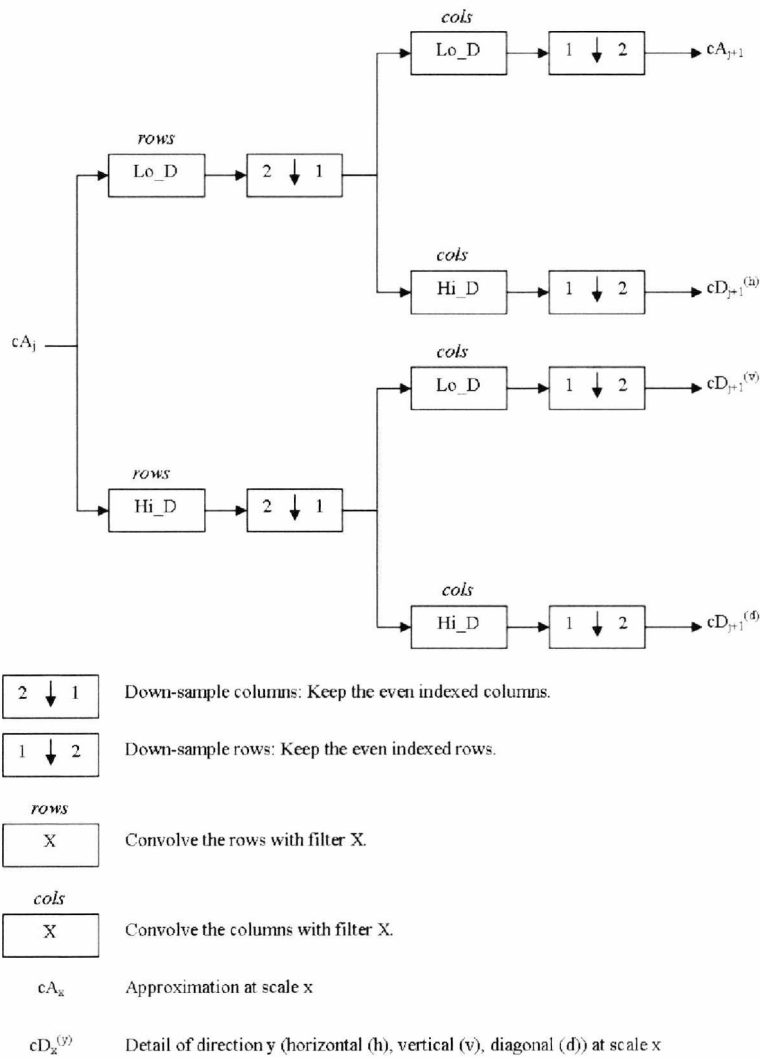 cols
Lo_D 1 ↓ 2 cA_{j+1}
rows
Lo_D 2 ↓ 1
cols
Hi_D 1 ↓ 2 cD_{j+1}^{(h)}
cA_j
cols
Lo_D 1 ↓ 2 cD_{j+1}^{(v)}
rows
Hi_D 2 ↓ 1
cols
Hi_D 1 ↓ 2 cD_{j+1}^{(d)}
2 ↓ 1 Down-sample columns: Keep the even indexed columns.
1 ↓ 2 Down-sample rows: Keep the even indexed rows.
rows
X Convolve the rows with filter X.
cols
X Convolve the columns with filter X.
cA_x Approximation at scale x
cD_x^{(y)} Detail of direction y (horizontal (h), vertical (v), diagonal (d)) at scale x